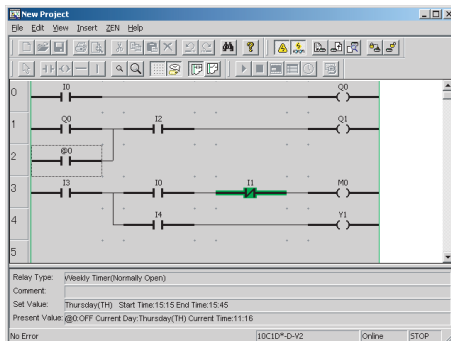 New Project
File Edit View Insert ZEN Help
0 I0 Q0
1 Q0 I2 Q1
2 @0
3 I3 I0 I1 M0
4 I4 Y1
5
Relay Type: Weekly Timer(Normally Open)
Comment:
Set Value: Thursday(TH) Start Time:15:15 End Time:15:45
Present Value: @0:OFF Current Day:Thursday(TH) Current Time:11:16
No Error 10C1D*-D-V2 Online STOP